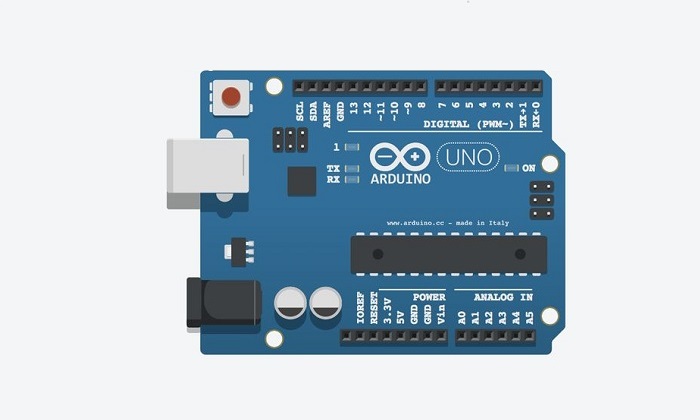 SCL SDA AREF GND 13 12 ~11 ~10 ~9 8 7 6 5 4 3 2 TX→1 RX←0
DIGITAL (PWM~)
1
TX
RX
ARDUINO
UNO
ON
www.arduino.cc - made in Italy
POWER
ANALOG IN
IOREF RESET 3.3V 5V GND GND Vin A0 A1 A2 A3 A4 A5